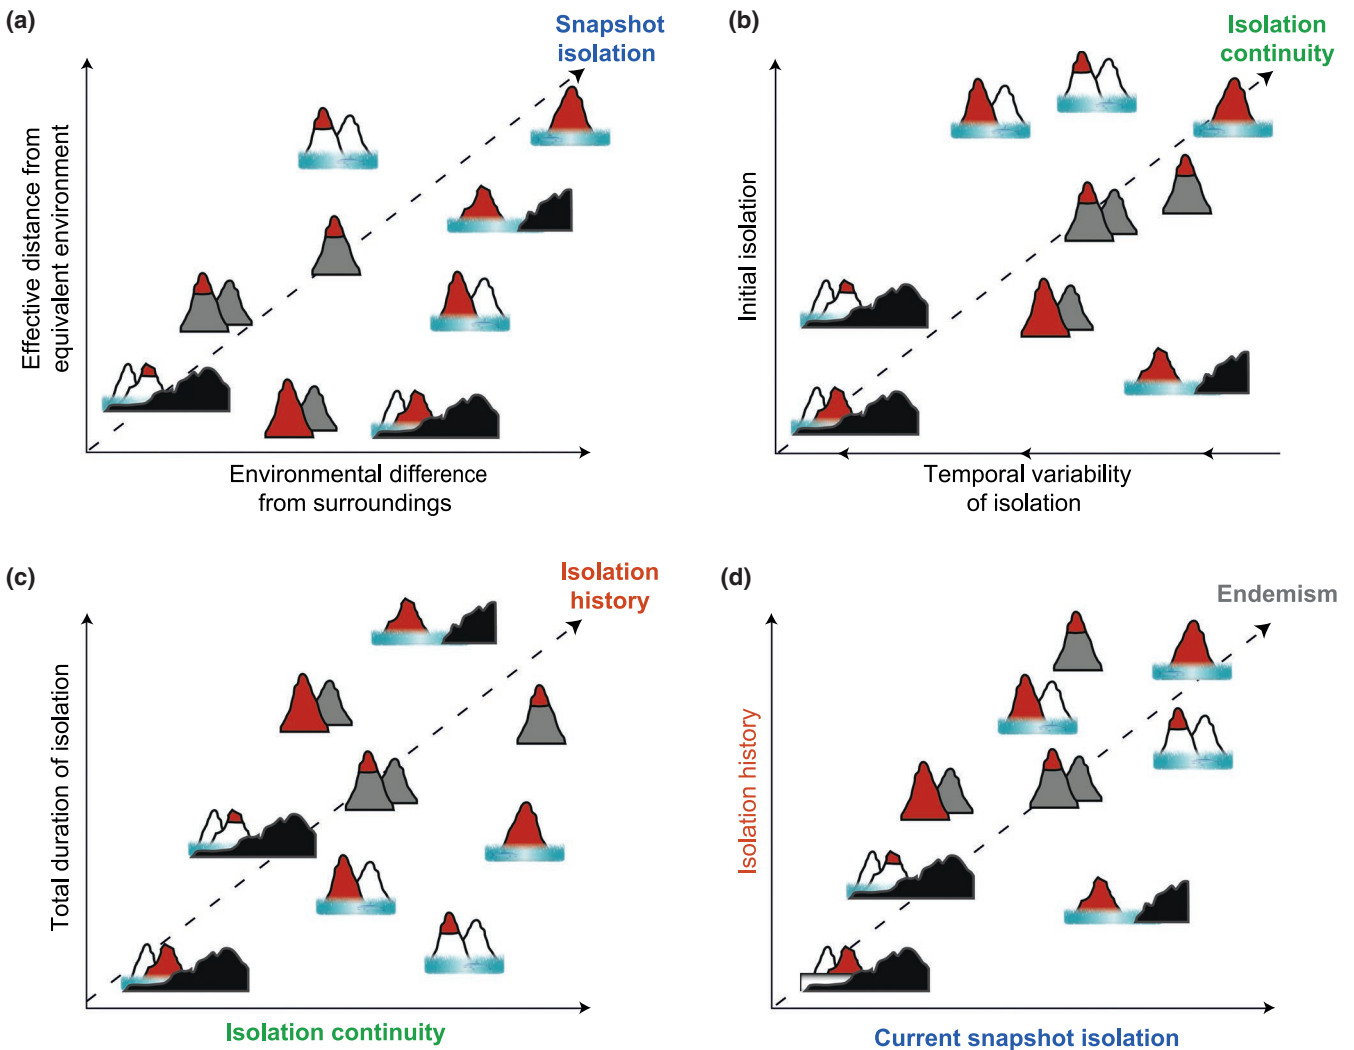 (a)
Snapshot
isolation
Effective distance from
equivalent environment
Environmental difference
from surroundings
(b)
Isolation
continuity
Initial isolation
Temporal variability
of isolation
(c)
Isolation
history
Total duration of isolation
Isolation continuity
(d)
Endemism
Isolation history
Current snapshot isolation